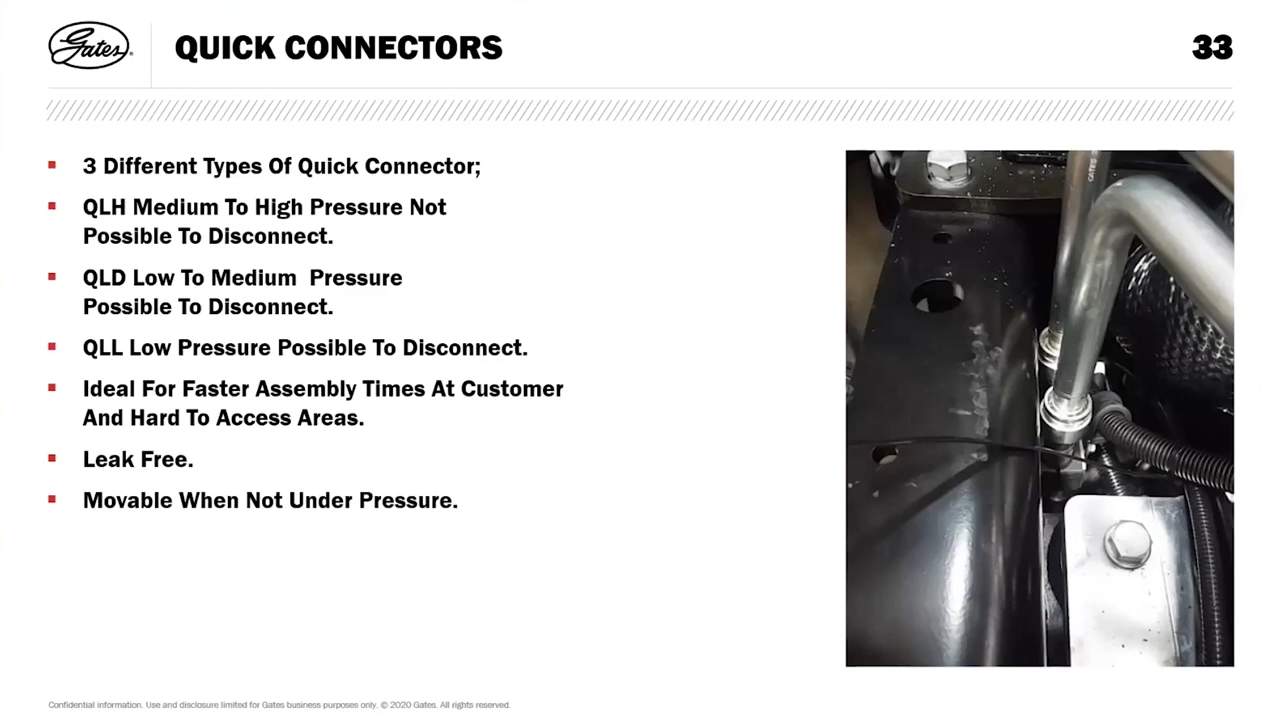 Gates
QUICK CONNECTORS
33
3 Different Types Of Quick Connector;
QLH Medium To High Pressure Not
Possible To Disconnect.
QLD Low To Medium  Pressure
Possible To Disconnect.
QLL Low Pressure Possible To Disconnect.
Ideal For Faster Assembly Times At Customer
And Hard To Access Areas.
Leak Free.
Movable When Not Under Pressure.
GATES
Confidential information. Use and disclosure limited for Gates business purposes only. © 2020 Gates. All rights reserved.